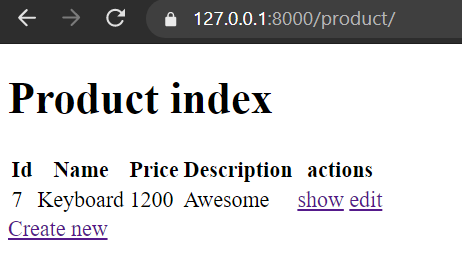 127.0.0.1:8000/product/
Product index
Id Name Price Description actions
7 Keyboard 1200 Awesome show edit
Create new